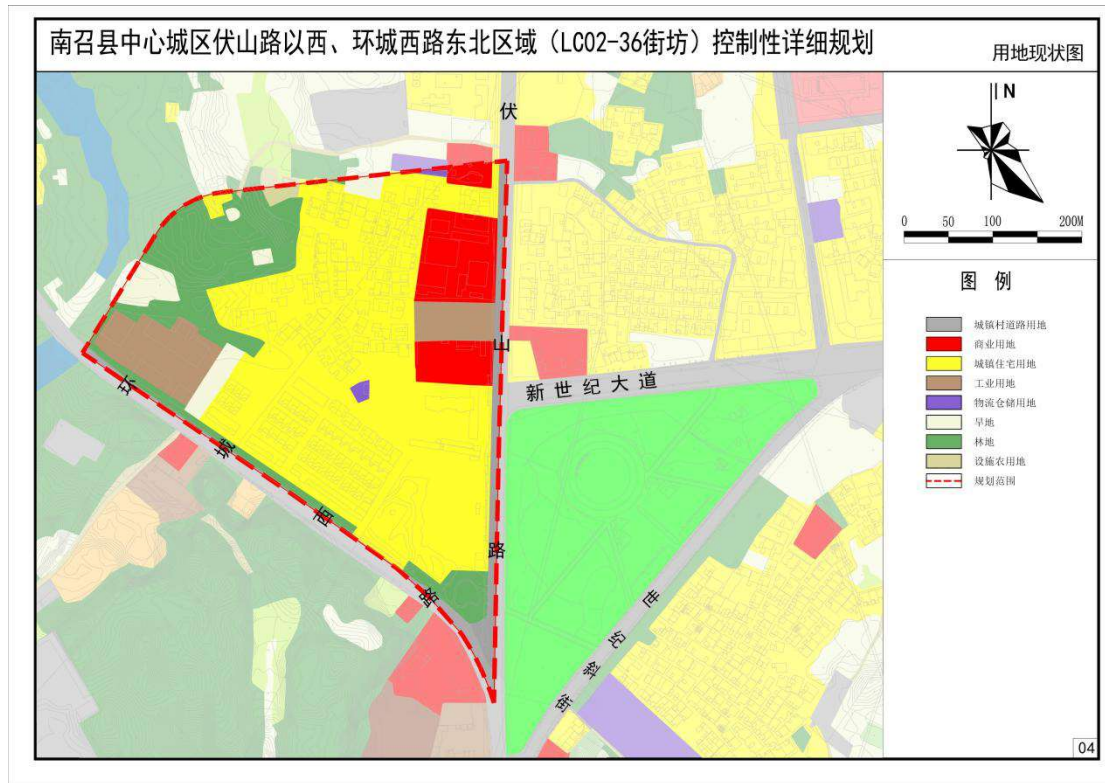 南召县中心城区伏山路以西、环城西路东北区域（LC02-36街坊）控制性详细规划
用地现状图
N
0 50 100 200M
图 例
城镇村道路用地
商业用地
城镇住宅用地
工业用地
物流仓储用地
旱地
林地
设施农用地
规划范围
伏山路
新世纪大道
环城西路
世纪辅街
04